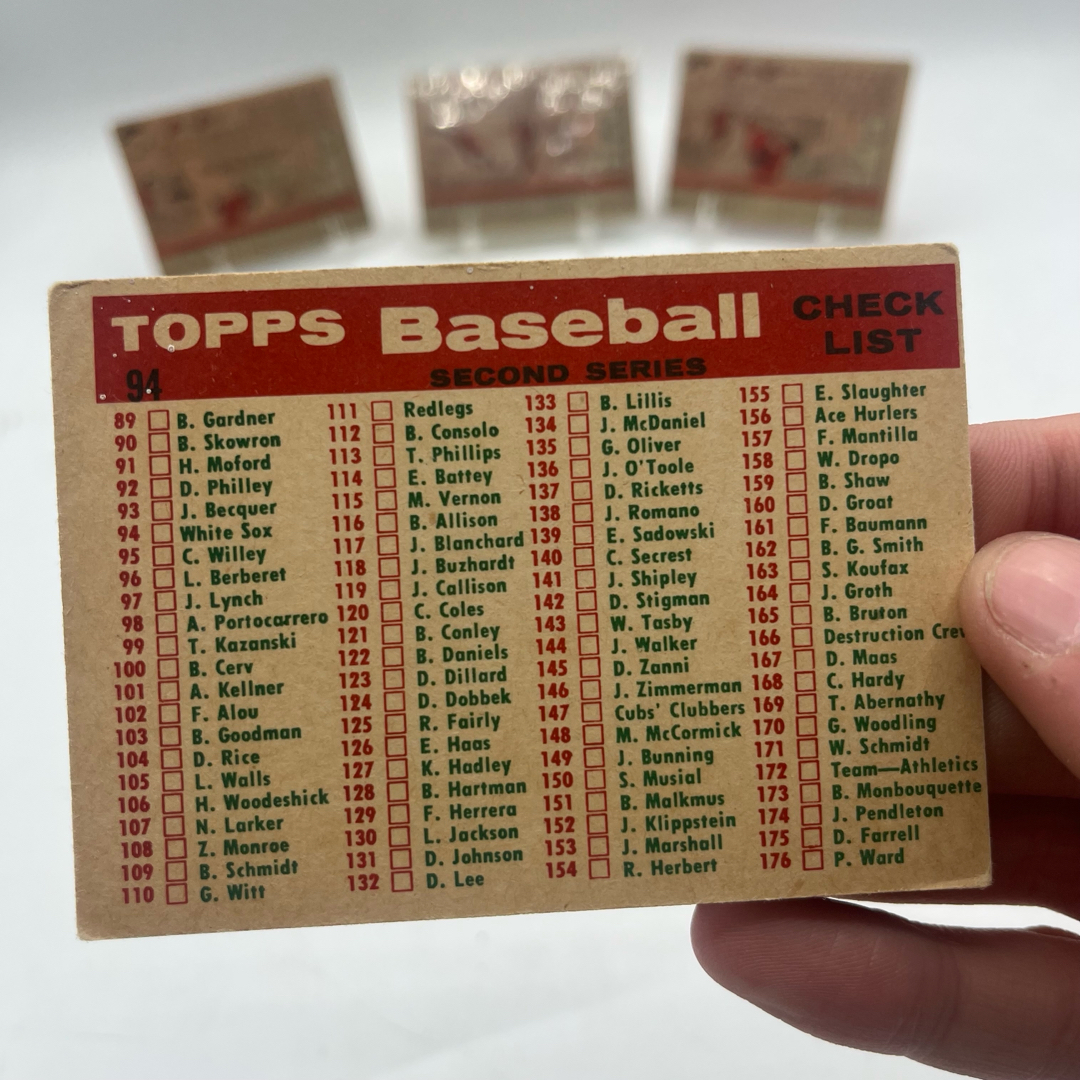 TOPPS Baseball CHECK LIST
94 SECOND SERIES
89 B. Gardner
90 B. Skowron
91 H. Moford
92 D. Philley
93 J. Becquer
94 White Sox
95 C. Willey
96 L. Berberet
97 J. Lynch
98 A. Portocarrero
99 T. Kazanski
100 B. Cerv
101 A. Kellner
102 F. Alou
103 B. Goodman
104 D. Rice
105 L. Walls
106 H. Woodeshick
107 N. Larker
108 Z. Monroe
109 B. Schmidt
110 G. Witt
111 Redlegs
112 B. Consolo
113 T. Phillips
114 E. Battey
115 M. Vernon
116 B. Allison
117 J. Blanchard
118 J. Buzhardt
119 J. Callison
120 C. Coles
121 B. Conley
122 B. Daniels
123 D. Dillard
124 D. Dobbek
125 R. Fairly
126 E. Haas
127 K. Hadley
128 B. Hartman
129 F. Herrera
130 L. Jackson
131 D. Johnson
132 D. Lee
133 B. Lillis
134 J. McDaniel
135 G. Oliver
136 J. O'Toole
137 D. Ricketts
138 J. Romano
139 E. Sadowski
140 C. Secrest
141 J. Shipley
142 D. Stigman
143 W. Tasby
144 J. Walker
145 D. Zanni
146 J. Zimmerman
147 Cubs' Clubbers
148 M. McCormick
149 J. Bunning
150 S. Musial
151 B. Malkmus
152 J. Klippstein
153 J. Marshall
154 R. Herbert
155 E. Slaughter
156 Ace Hurlers
157 F. Mantilla
158 W. Dropo
159 B. Shaw
160 D. Groat
161 F. Baumann
162 B. G. Smith
163 S. Koufax
164 J. Groth
165 B. Bruton
166 Destruction Crew
167 D. Maas
168 C. Hardy
169 T. Abernathy
170 G. Woodling
171 W. Schmidt
172 Team—Athletics
173 B. Monbouquette
174 J. Pendleton
175 D. Farrell
176 P. Ward